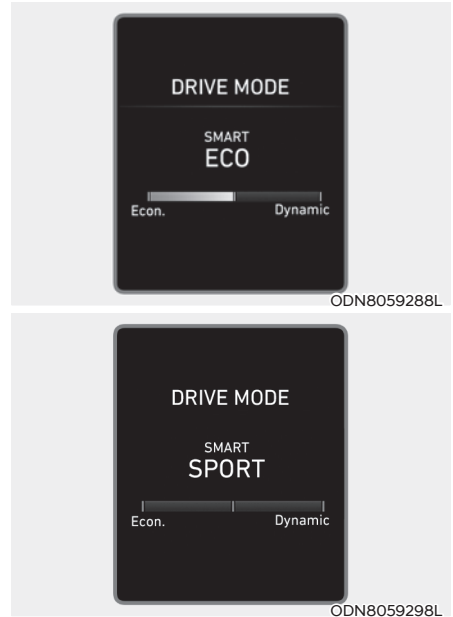 DRIVE MODE
SMART
ECO
Econ. Dynamic
ODN8059288L
DRIVE MODE
SMART
SPORT
Econ. Dynamic
ODN8059298L